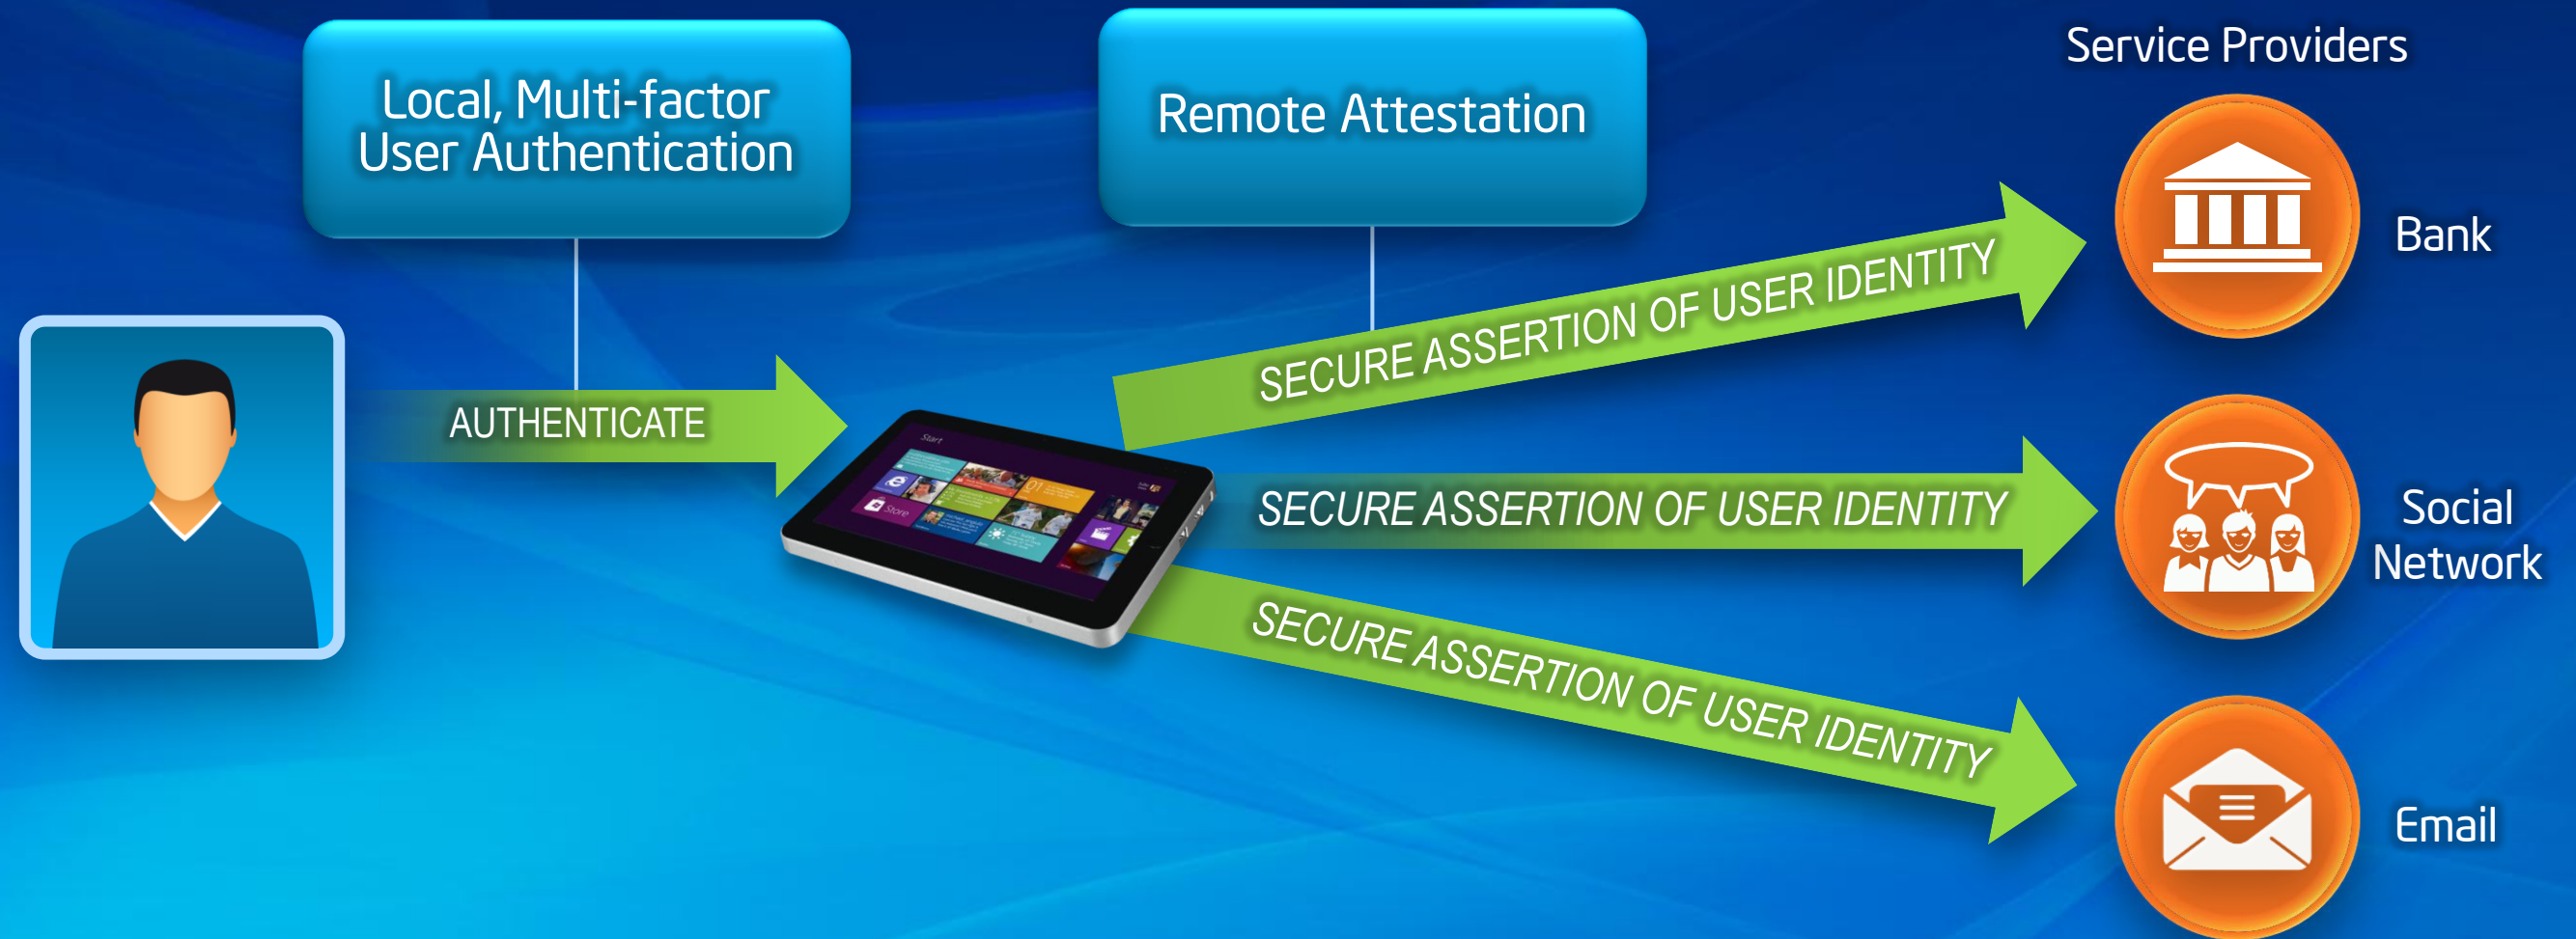 Local, Multi-factor
User Authentication
Remote Attestation
Service Providers
Bank
SECURE ASSERTION OF USER IDENTITY
AUTHENTICATE
Start
Store
SECURE ASSERTION OF USER IDENTITY
Social
Network
SECURE ASSERTION OF USER IDENTITY
Email